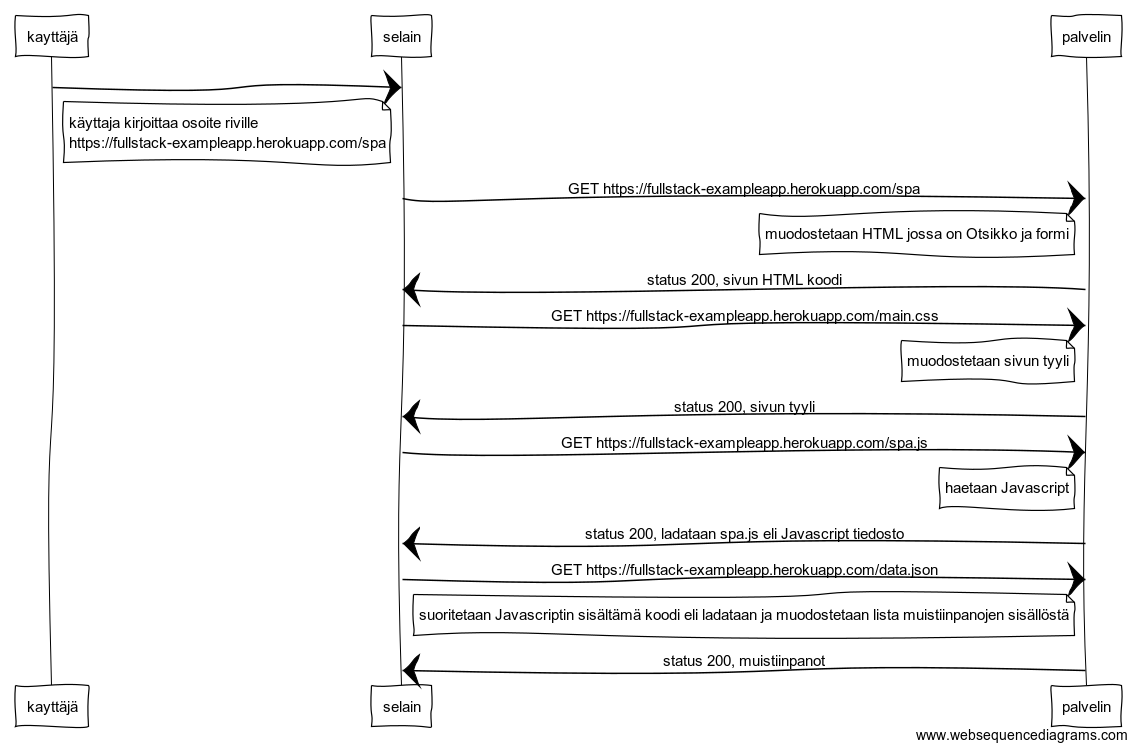 kayttäjä
selain
palvelin
käyttaja kirjoittaa osoite riville
https://fullstack-exampleapp.herokuapp.com/spa
GET https://fullstack-exampleapp.herokuapp.com/spa
muodostetaan HTML jossa on Otsikko ja formi
status 200, sivun HTML koodi
GET https://fullstack-exampleapp.herokuapp.com/main.css
muodostetaan sivun tyyli
status 200, sivun tyyli
GET https://fullstack-exampleapp.herokuapp.com/spa.js
haetaan Javascript
status 200, ladataan spa.js eli Javascript tiedosto
GET https://fullstack-exampleapp.herokuapp.com/data.json
suoritetaan Javascriptin sisältämä koodi eli ladataan ja muodostetaan lista muistiinpanojen sisällöstä
status 200, muistiinpanot
kayttäjä
selain
palvelin
www.websequencediagrams.com